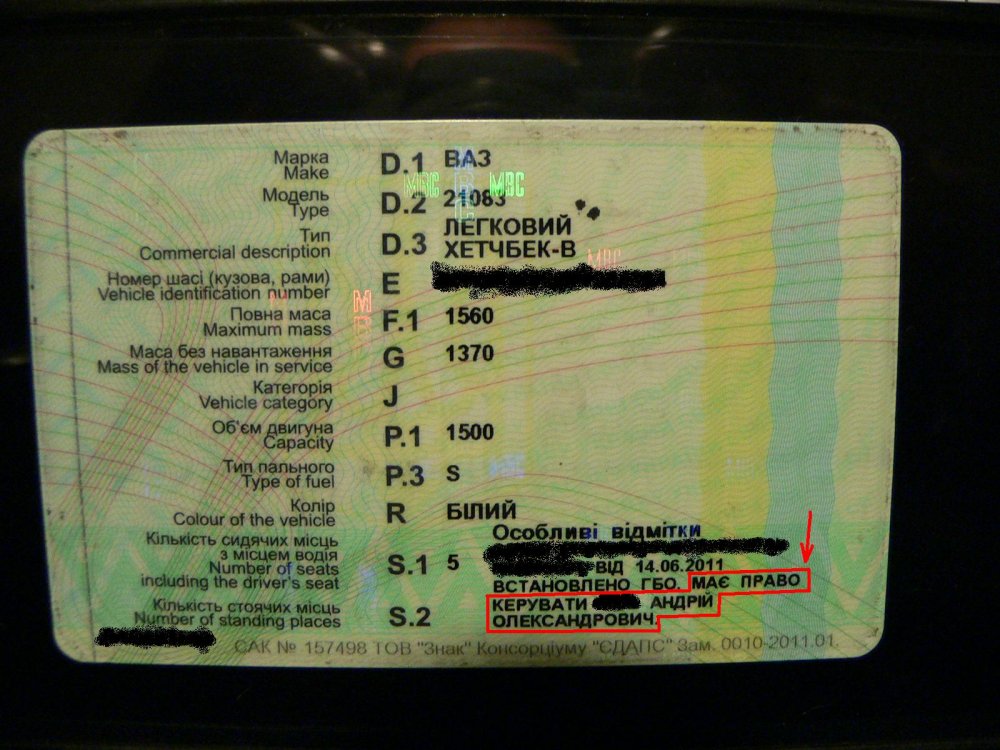 Марка
Make
D.1 ВАЗ
Модель
Type
D.2 21083
Тип
Commercial description
D.3 ЛЕГКОВИЙ
ХЕТЧБЕК-В
Номер шасі (кузова, рами)
Vehicle identification number
E
Повна маса
Maximum mass
F.1 1560
Маса без навантаження
Mass of the vehicle in service
G 1370
Категорія
Vehicle category
J
Об'єм двигуна
Capacity
P.1 1500
Тип пального
Type of fuel
P.3 S
Колір
Colour of the vehicle
R БІЛИЙ
Кількість сидячих місць
з місцем водія
Number of seats
including the driver's seat
S.1 5
Кількість стоячих місць
Number of standing places
S.2
Особливі відмітки
ВІД 14.06.2011
ВСТАНОВЛЕНО ГБО. МАЄ ПРАВО
КЕРУВАТИ АНДРІЙ
ОЛЕКСАНДРОВИЧ.
САК № 157498 ТОВ "Знак" Консорціуму "ЄДАПС" Зам. 0010-2011.01.
МВС
МВС
МВС